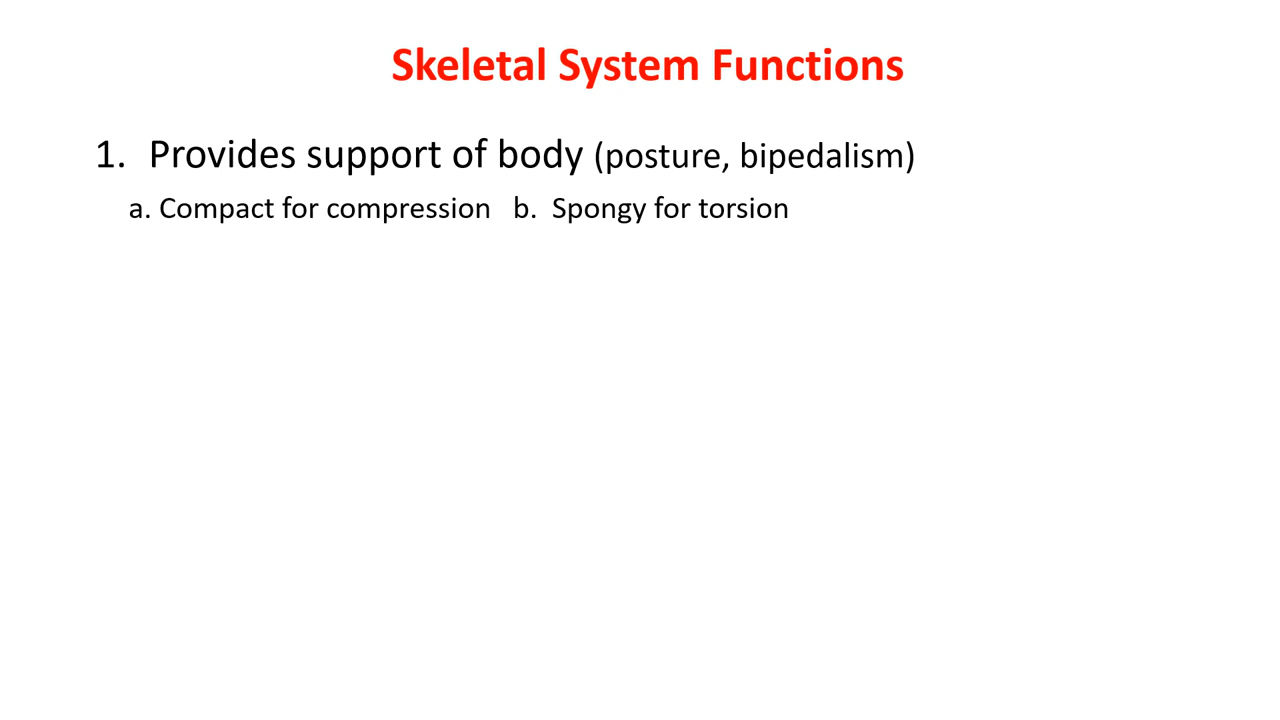 Skeletal System Functions
1. Provides support of body (posture, bipedalism)
a. Compact for compression b. Spongy for torsion